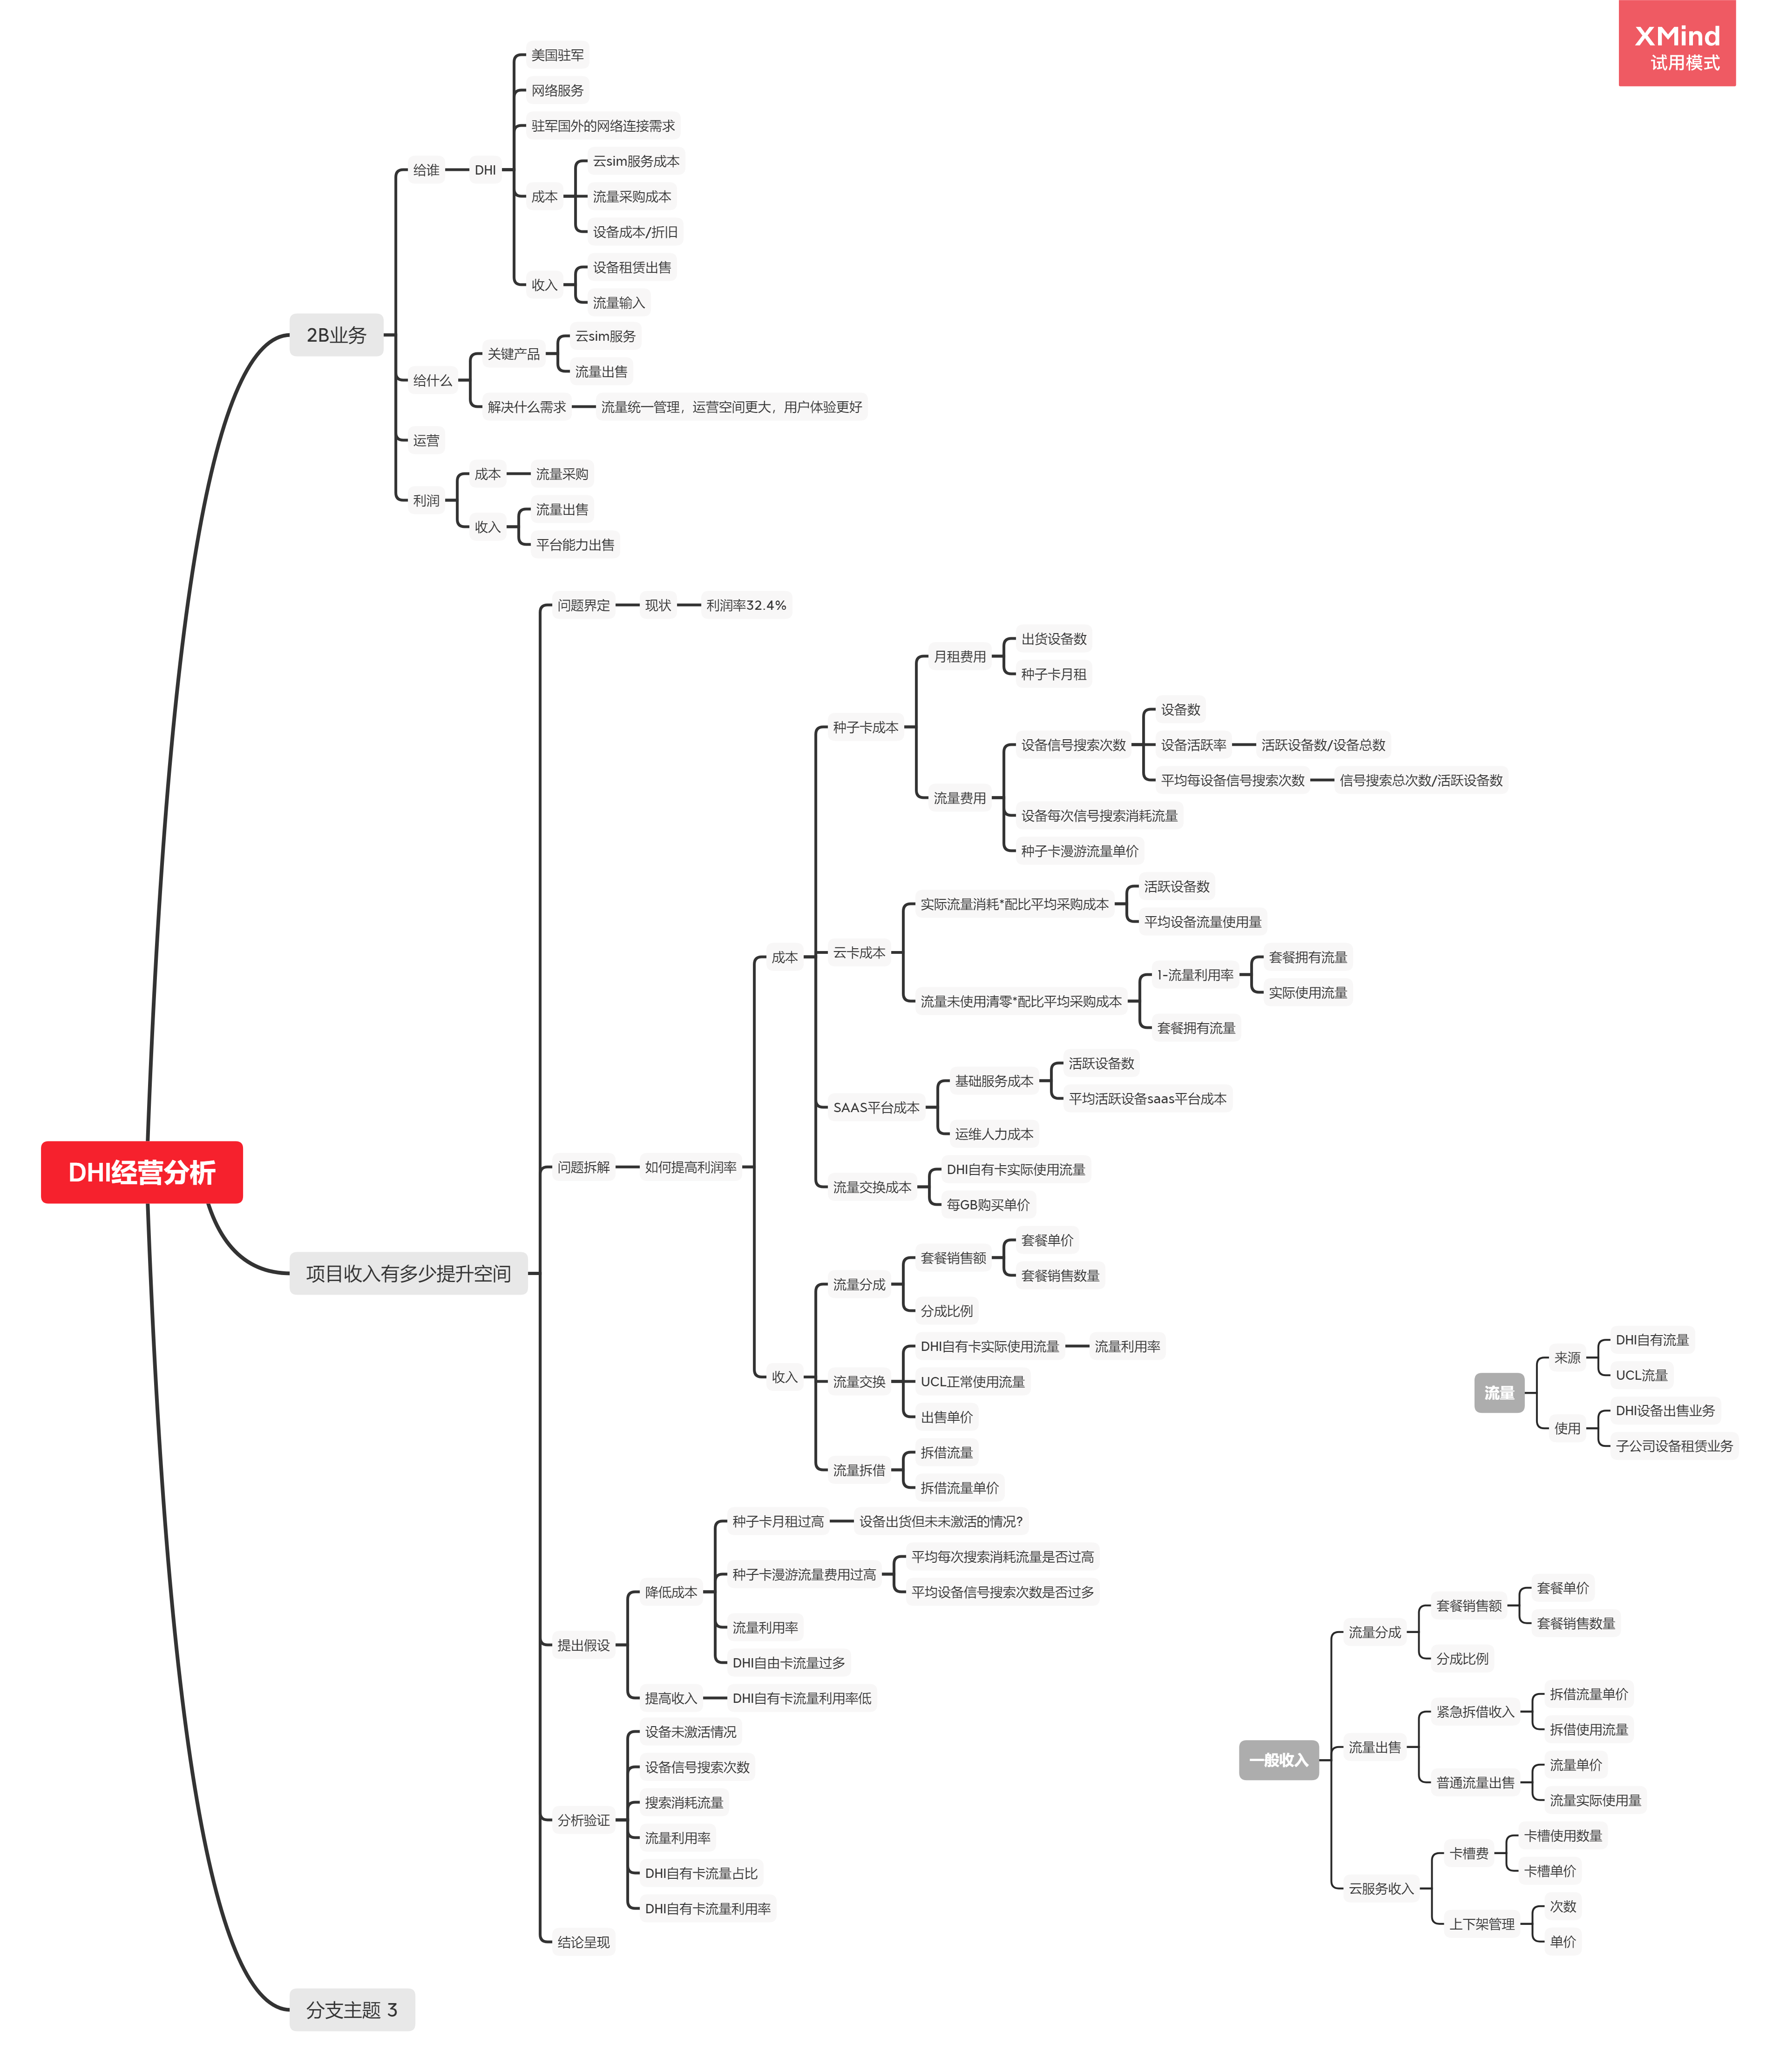 XMind
试用模式
DHI经营分析
2B业务
给谁
DHI
美国驻军
网络服务
驻军国外的网络连接需求
成本
云sim服务成本
流量采购成本
设备成本/折旧
收入
设备租赁出售
流量输入
给什么
关键产品
云sim服务
流量出售
解决什么需求
流量统一管理，运营空间更大，用户体验更好
运营
利润
成本
流量采购
收入
流量出售
平台能力出售
项目收入有多少提升空间
问题界定
现状
利润率32.4%
问题拆解
如何提高利润率
成本
种子卡成本
月租费用
出货设备数
种子卡月租
流量费用
设备信号搜索次数
设备数
设备活跃率
活跃设备数/设备总数
平均每设备信号搜索次数
信号搜索总次数/活跃设备数
设备每次信号搜索消耗流量
种子卡漫游流量单价
云卡成本
实际流量消耗*配比平均采购成本
活跃设备数
平均设备流量使用量
流量未使用清零*配比平均采购成本
1-流量利用率
套餐拥有流量
实际使用流量
套餐拥有流量
SAAS平台成本
基础服务成本
活跃设备数
平均活跃设备saas平台成本
运维人力成本
流量交换成本
DHI自有卡实际使用流量
每GB购买单价
收入
流量分成
套餐销售额
套餐单价
套餐销售数量
分成比例
流量交换
DHI自有卡实际使用流量
流量利用率
UCL正常使用流量
出售单价
流量拆借
拆借流量
拆借流量单价
提出假设
降低成本
种子卡月租过高
设备出货但未未激活的情况?
种子卡漫游流量费用过高
平均每次搜索消耗流量是否过高
平均设备信号搜索次数是否过多
流量利用率
DHI自由卡流量过多
提高收入
DHI自有卡流量利用率低
分析验证
设备未激活情况
设备信号搜索次数
搜索消耗流量
流量利用率
DHI自有卡流量占比
DHI自有卡流量利用率
结论呈现
分支主题 3
流量
来源
DHI自有流量
UCL流量
使用
DHI设备出售业务
子公司设备租赁业务
一般收入
流量分成
套餐销售额
套餐单价
套餐销售数量
分成比例
流量出售
紧急拆借收入
拆借流量单价
拆借使用流量
普通流量出售
流量单价
流量实际使用量
云服务收入
卡槽费
卡槽使用数量
卡槽单价
上下架管理
次数
单价